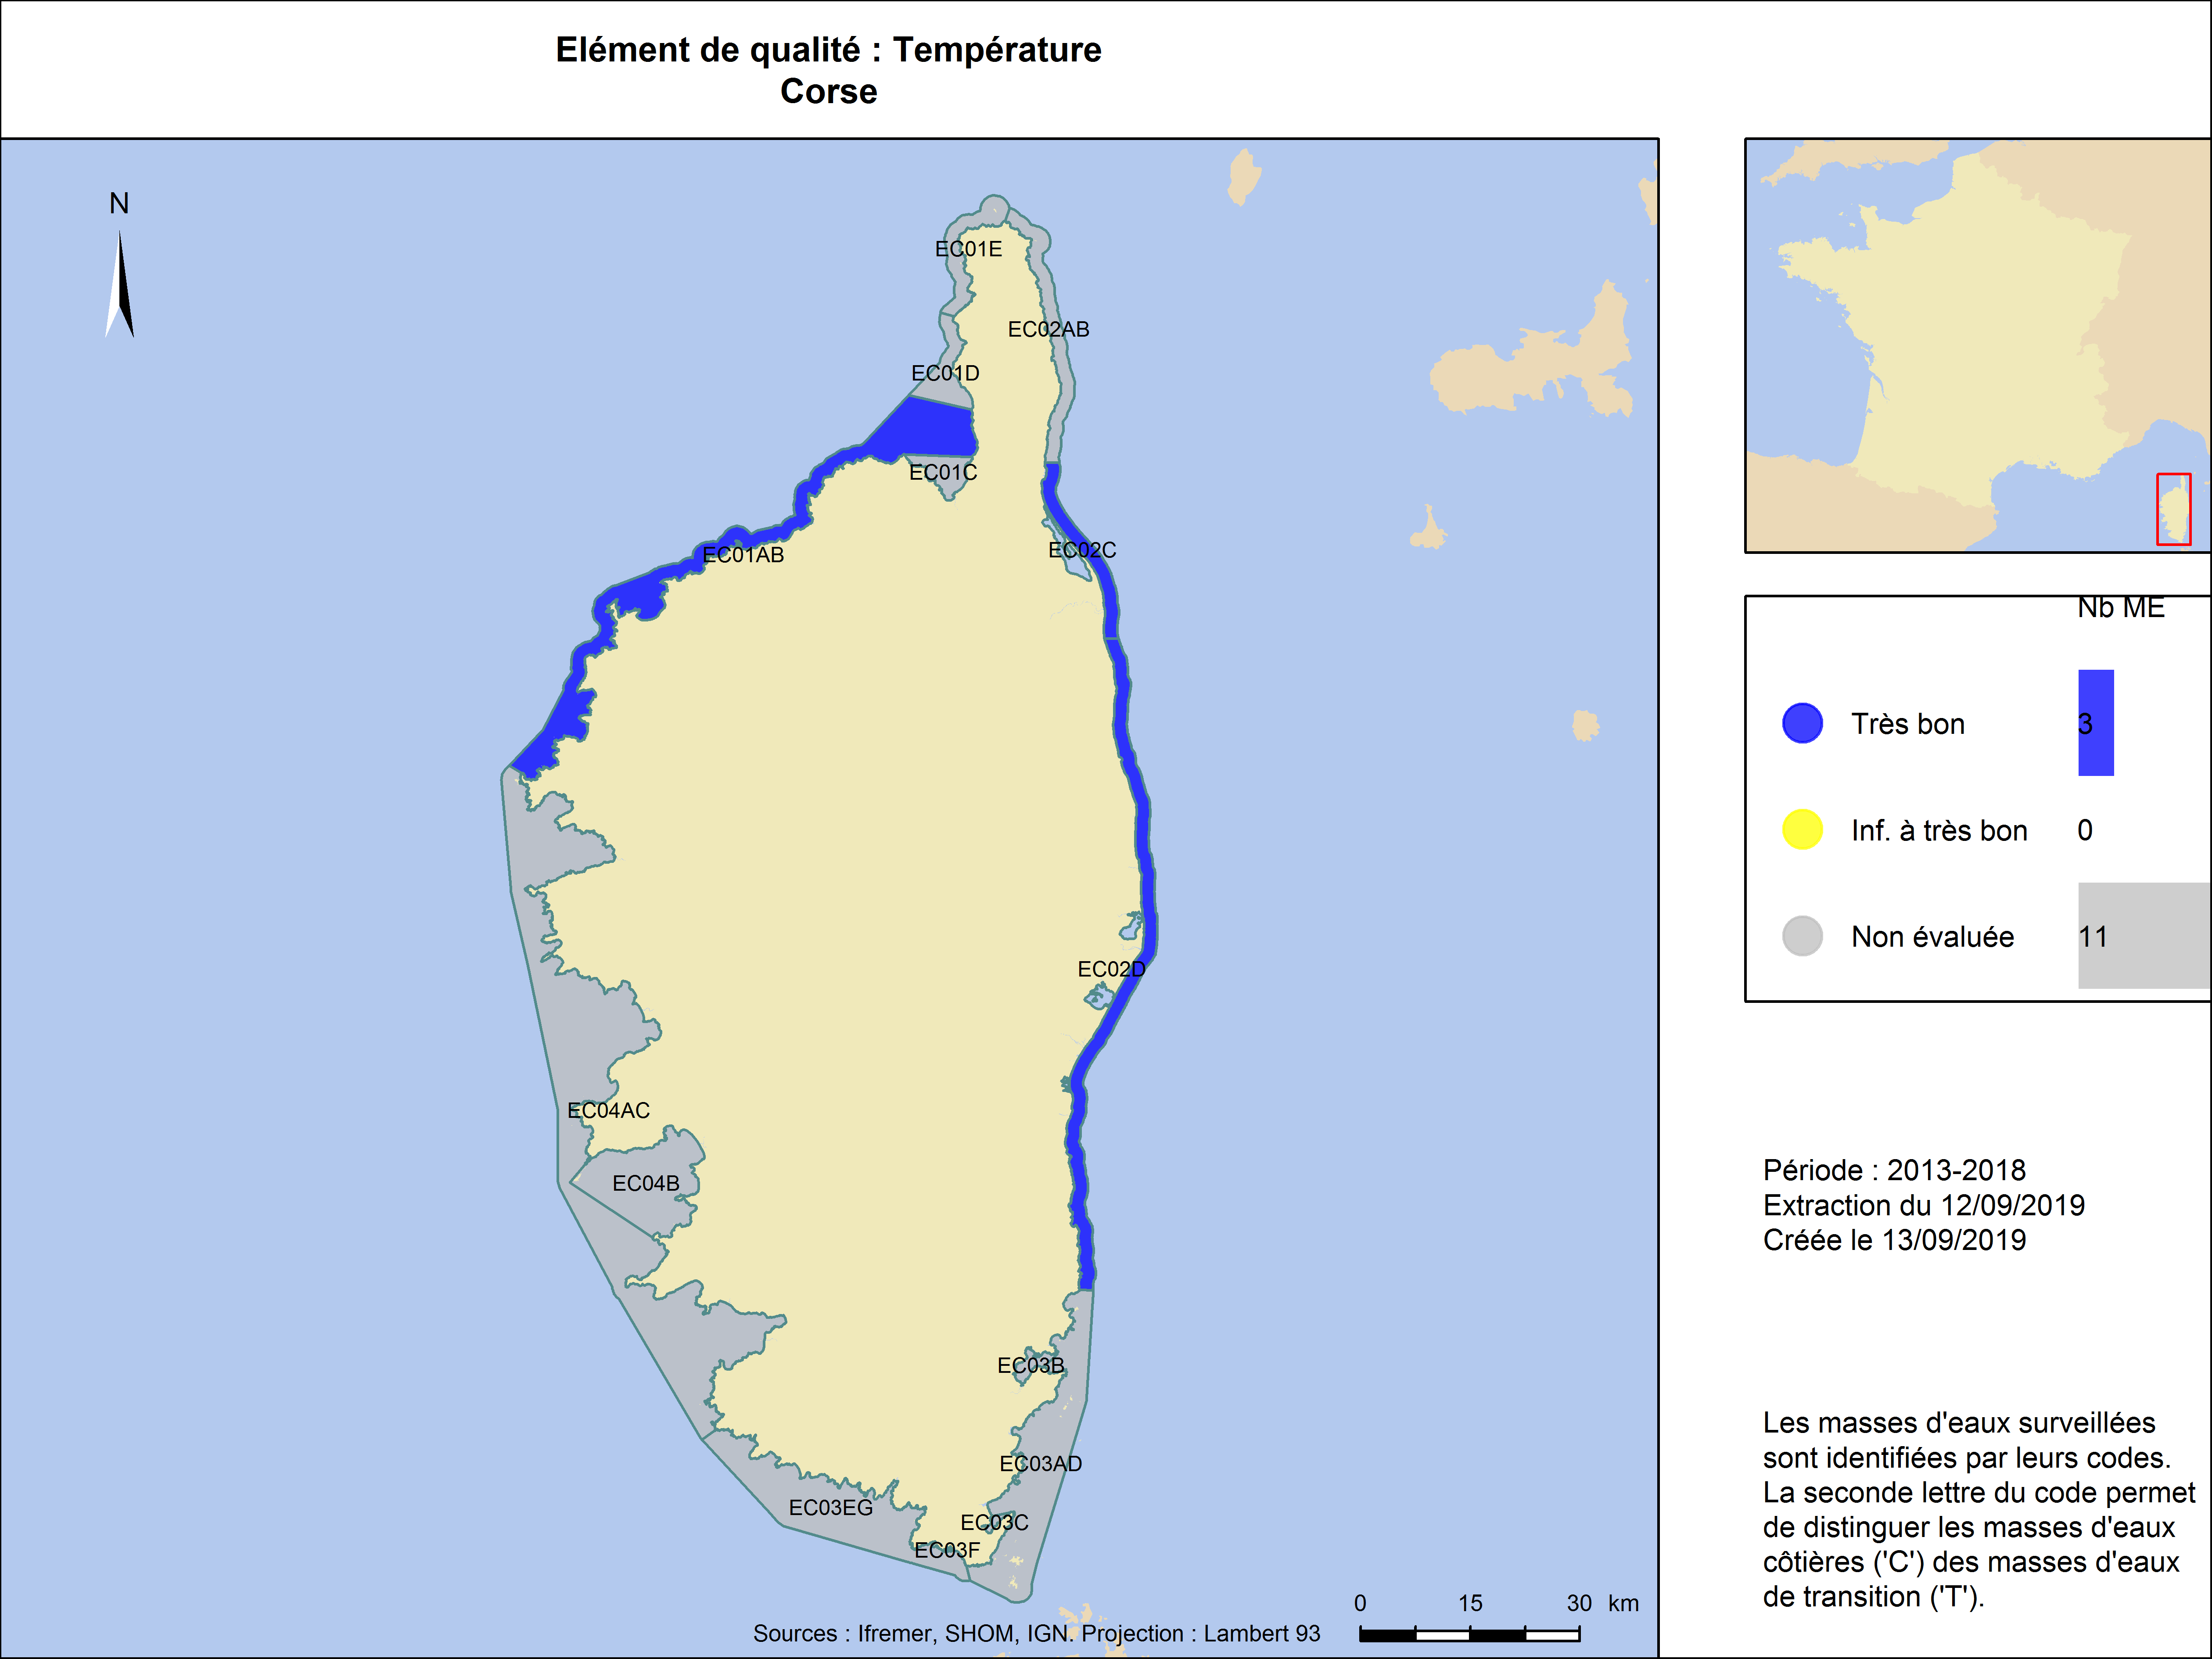 Elément de qualité : Température
Corse
N
EC01E
EC02AB
EC01D
EC01C
EC02C
EC01AB
EC02D
EC04AC
EC04B
EC03B
EC03AD
EC03EG
EC03C
EC03F
0 15 30 km
Sources : Ifremer, SHOM, IGN. Projection : Lambert 93
Nb ME
Très bon 3
Inf. à très bon 0
Non évaluée 11
Période : 2013-2018
Extraction du 12/09/2019
Créée le 13/09/2019
Les masses d'eaux surveillées
sont identifiées par leurs codes.
La seconde lettre du code permet
de distinguer les masses d'eaux
côtières ('C') des masses d'eaux
de transition ('T').